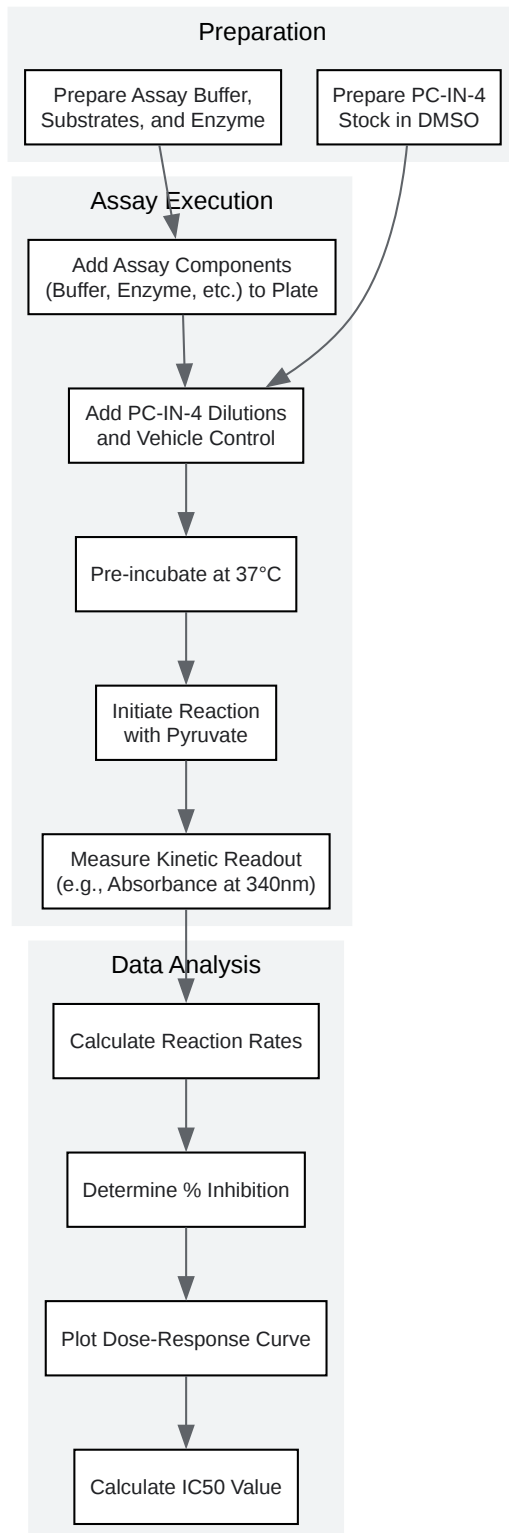 Preparation
Prepare Assay Buffer,
Substrates, and Enzyme
Prepare PC-IN-4
Stock in DMSO
Assay Execution
Add Assay Components
(Buffer, Enzyme, etc.) to Plate
Add PC-IN-4 Dilutions
and Vehicle Control
Pre-incubate at 37°C
Initiate Reaction
with Pyruvate
Measure Kinetic Readout
(e.g., Absorbance at 340nm)
Data Analysis
Calculate Reaction Rates
Determine % Inhibition
Plot Dose-Response Curve
Calculate IC50 Value